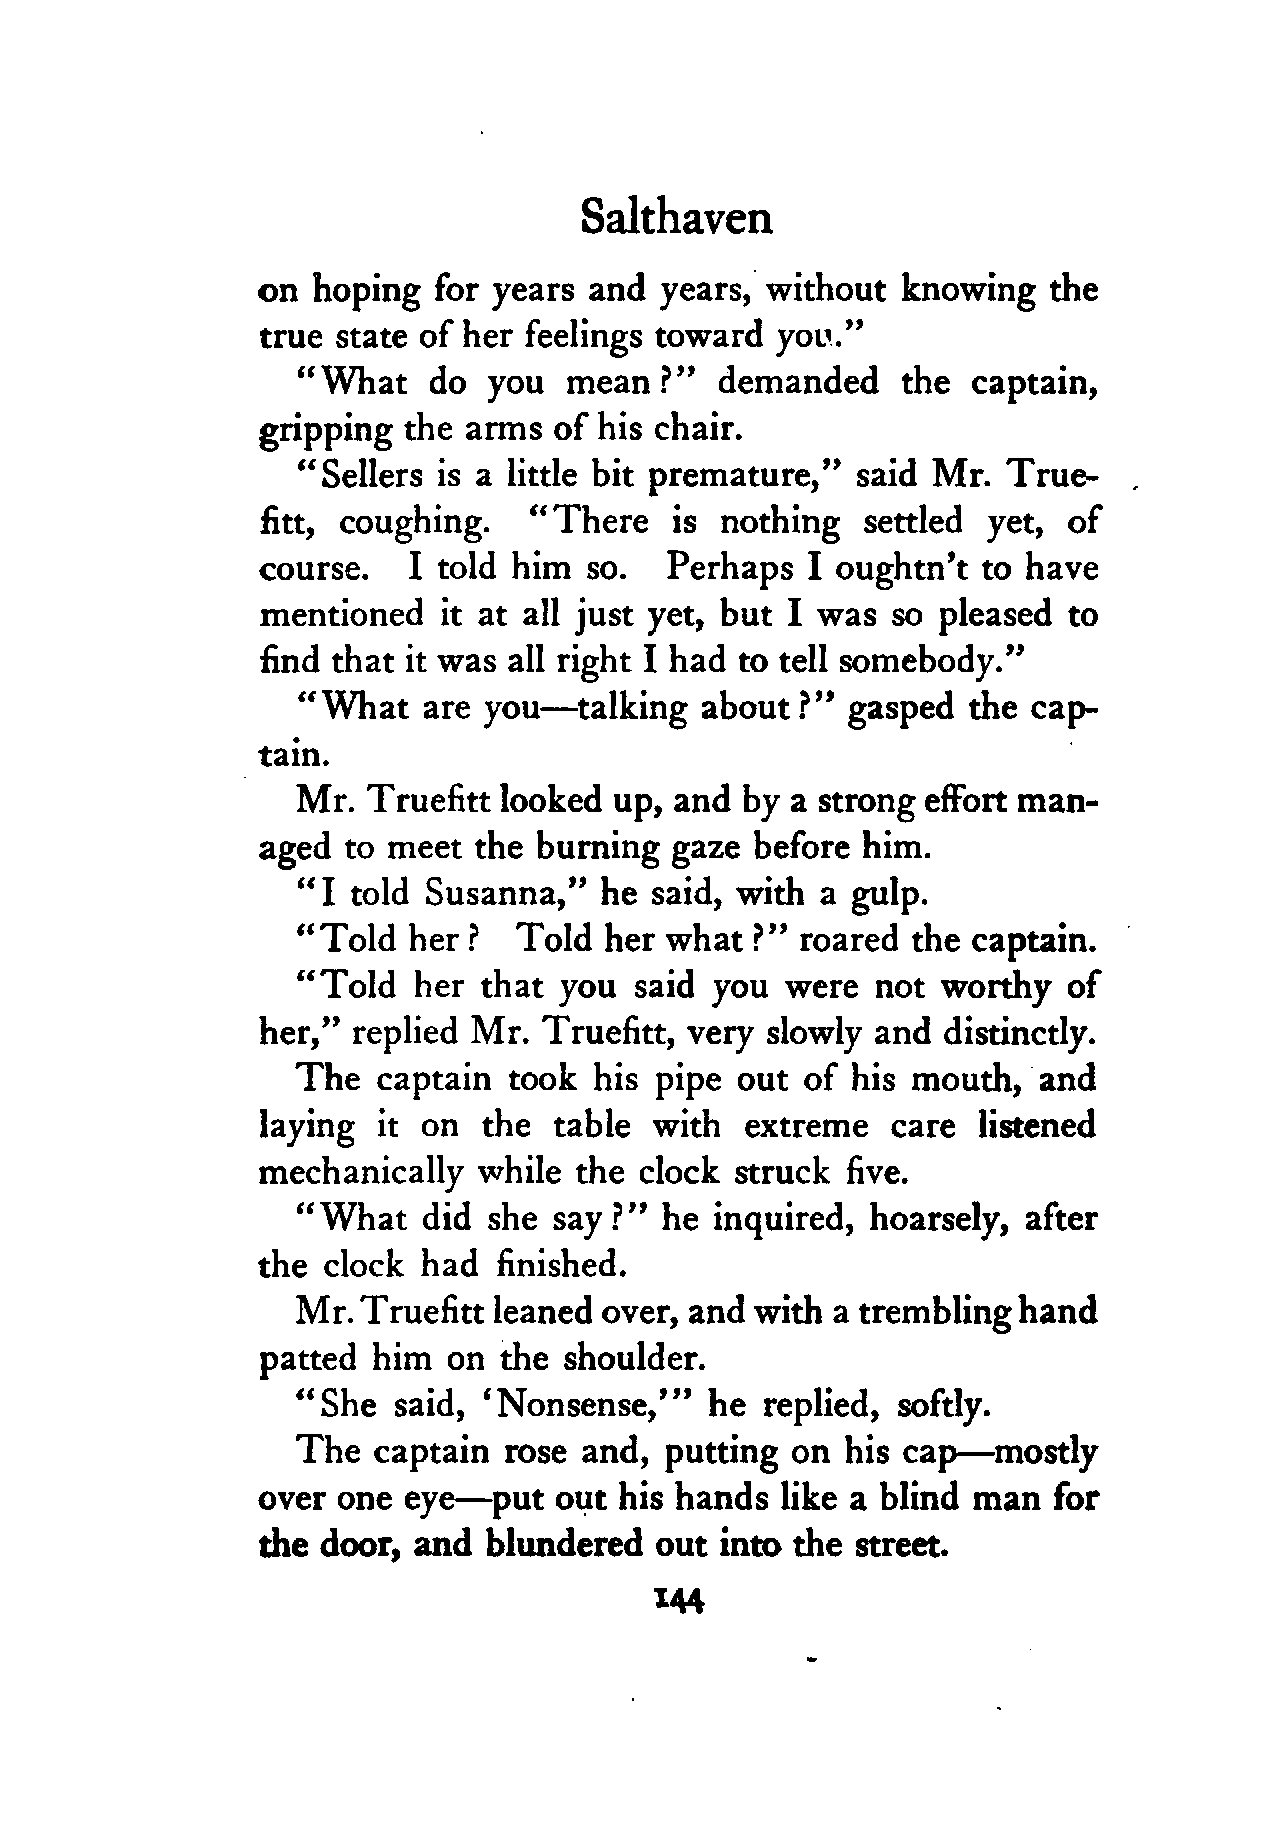 Salthaven
on hoping for years and years, without knowing the
true state of her feelings toward you."
"What do you mean?" demanded the captain,
gripping the arms of his chair.
"Sellers is a little bit premature," said Mr. True-
fitt, coughing. "There is nothing settled yet, of
course. I told him so. Perhaps I oughtn't to have
mentioned it at all just yet, but I was so pleased to
find that it was all right I had to tell somebody."
"What are you—talking about?" gasped the cap-
tain.
Mr. Truefitt looked up, and by a strong effort man-
aged to meet the burning gaze before him.
"I told Susanna," he said, with a gulp.
"Told her? Told her what?" roared the captain.
"Told her that you said you were not worthy of
her," replied Mr. Truefitt, very slowly and distinctly.
The captain took his pipe out of his mouth, and
laying it on the table with extreme care listened
mechanically while the clock struck five.
"What did she say?" he inquired, hoarsely, after
the clock had finished.
Mr. Truefitt leaned over, and with a trembling hand
patted him on the shoulder.
"She said, 'Nonsense,'" he replied, softly.
The captain rose and, putting on his cap—mostly
over one eye—put out his hands like a blind man for
the door, and blundered out into the street.
144